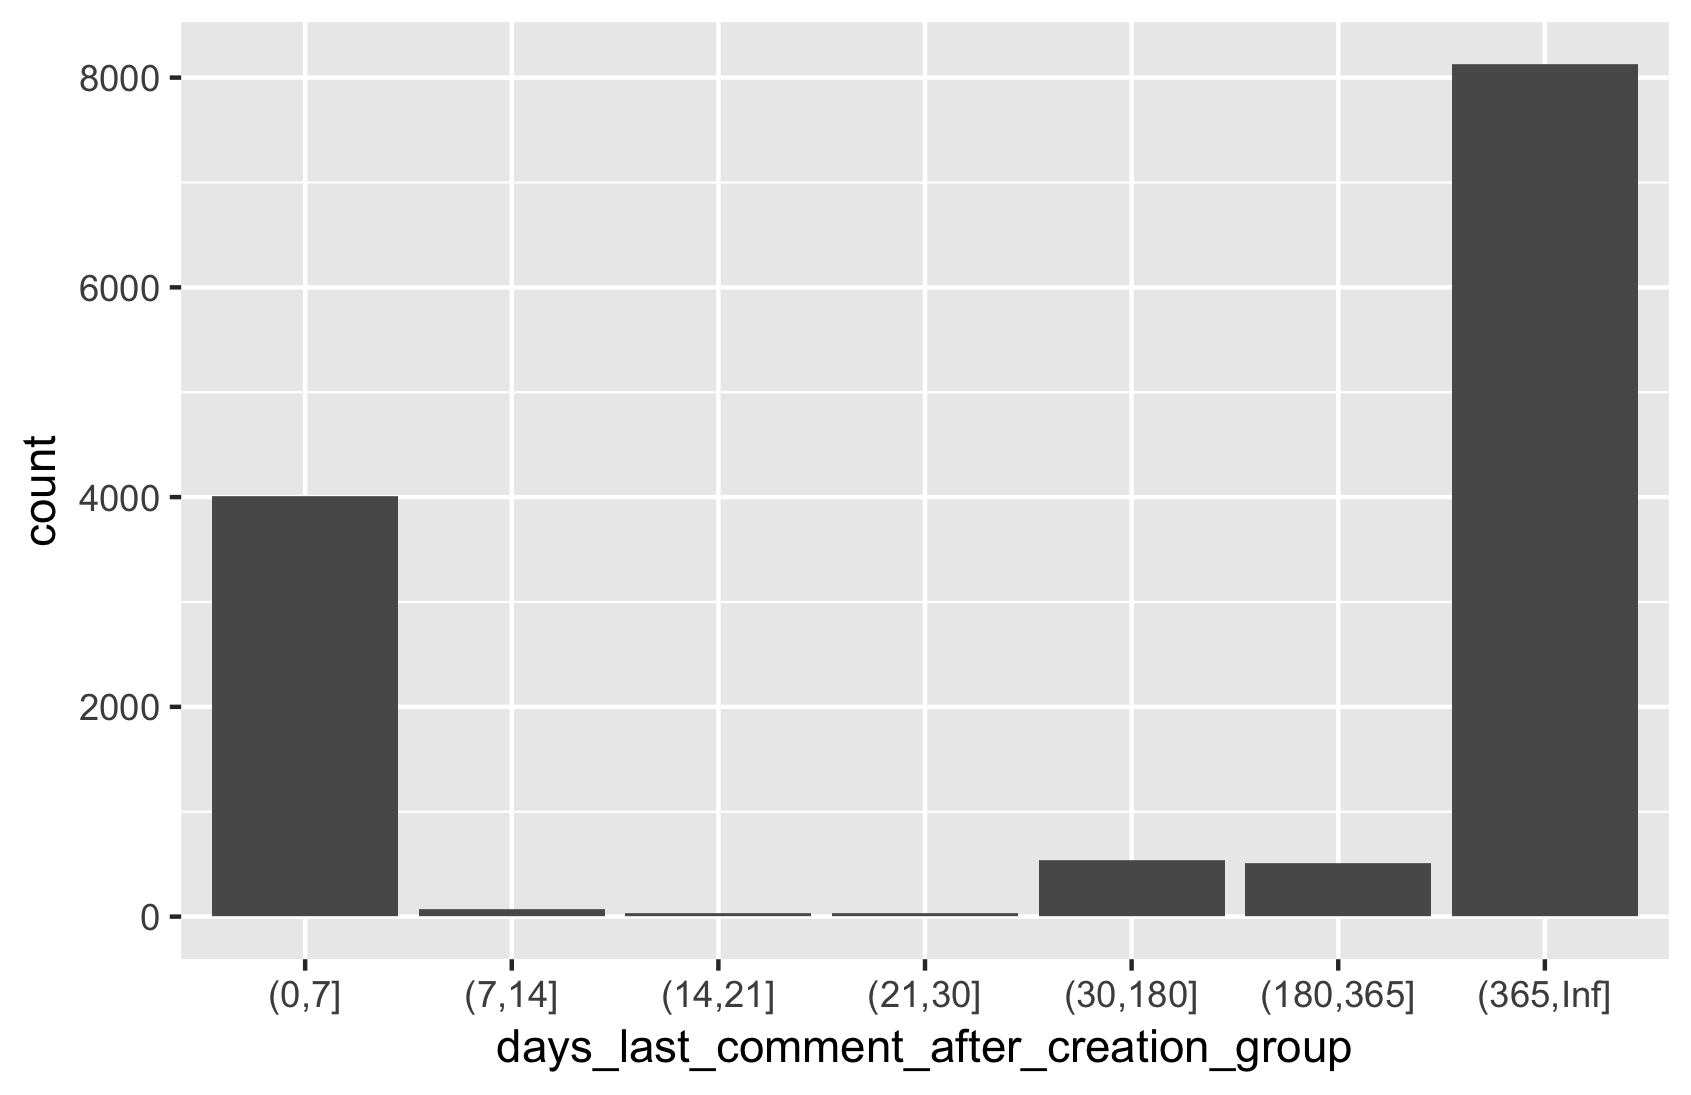 8000
6000
4000
2000
0
count
(0,7] (7,14] (14,21] (21,30] (30,180] (180,365] (365,Inf]
days_last_comment_after_creation_group